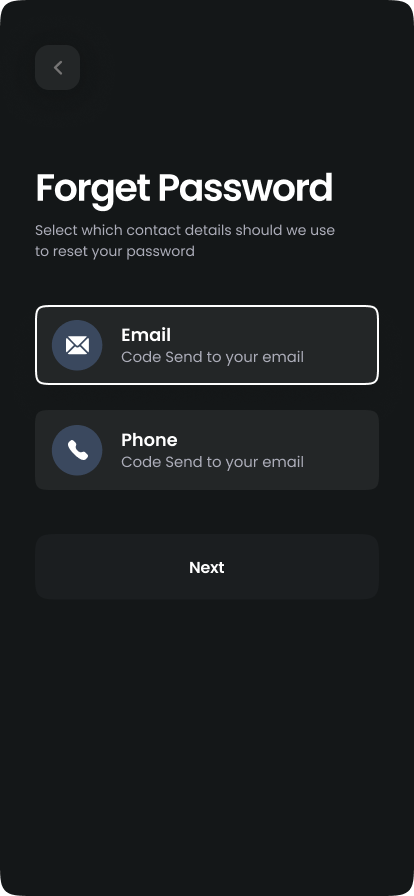 Forget Password
Select which contact details should we use
to reset your password
Email
Code Send to your email
Phone
Code Send to your email
Next